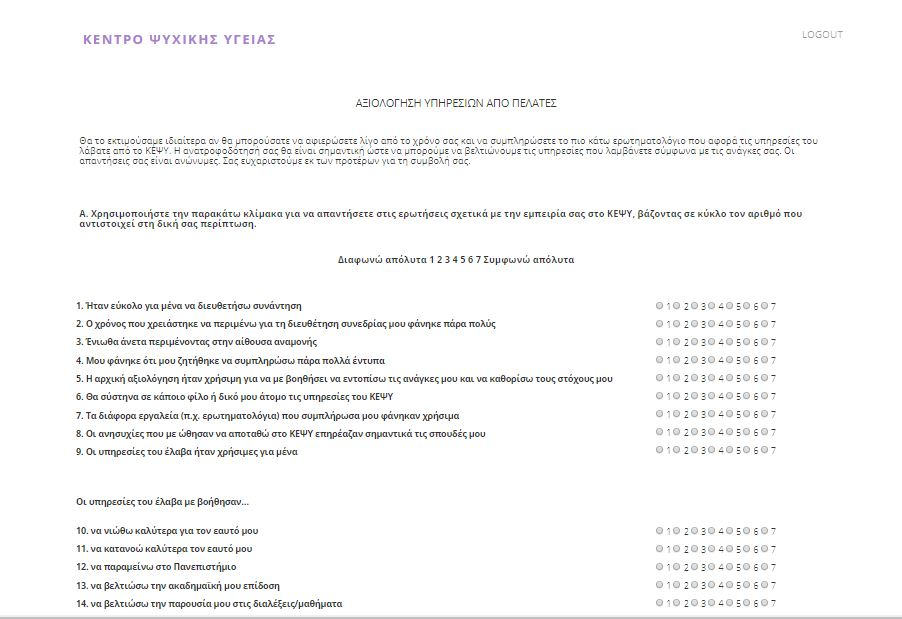 ΚΕΝΤΡΟ ΨΥΧΙΚΗΣ ΥΓΕΙΑΣ
LOGOUT
ΑΞΙΟΛΟΓΗΣΗ ΥΠΗΡΕΣΙΩΝ ΑΠΟ ΠΕΛΑΤΕΣ
Θα το εκτιμούσαμε ιδιαίτερα αν θα μπορούσατε να αφιερώσετε λίγο από το χρόνο σας και να συμπληρώσετε το πιο κάτω ερωτηματολόγιο που αφορά τις υπηρεσίες του
λάβατε από το ΚΕΨΥ. Η ανατροφοδότησή σας θα είναι σημαντική ώστε να μπορούμε να βελτιώνουμε τις υπηρεσίες που λαμβάνετε σύμφωνα με τις ανάγκες σας. Οι
απαντήσεις σας είναι ανώνυμες. Σας ευχαριστούμε εκ των προτέρων για τη συμβολή σας.
Α. Χρησιμοποιήστε την παρακάτω κλίμακα για να απαντήσετε στις ερωτήσεις σχετικά με την εμπειρία σας στο ΚΕΨΥ, βάζοντας σε κύκλο τον αριθμό που
αντιστοιχεί στη δική σας περίπτωση.
Διαφωνώ απόλυτα 1 2 3 4 5 6 7 Συμφωνώ απόλυτα
1. Ήταν εύκολο για μένα να διευθετήσω συνάντηση 1 2 3 4 5 6 7
2. Ο χρόνος που χρειάστηκε να περιμένω για τη διευθέτηση συνεδρίας μου φάνηκε πάρα πολύς 1 2 3 4 5 6 7
3. Ένιωθα άνετα περιμένοντας στην αίθουσα αναμονής 1 2 3 4 5 6 7
4. Μου φάνηκε ότι μου ζητήθηκε να συμπληρώσω πάρα πολλά έντυπα 1 2 3 4 5 6 7
5. Η αρχική αξιολόγηση ήταν χρήσιμη για να με βοηθήσει να εντοπίσω τις ανάγκες μου και να καθορίσω τους στόχους μου 1 2 3 4 5 6 7
6. Θα σύστηνα σε κάποιο φίλο ή δικό μου άτομο τις υπηρεσίες του ΚΕΨΥ 1 2 3 4 5 6 7
7. Τα διάφορα εργαλεία (π.χ. ερωτηματολόγια) που συμπλήρωσα μου φάνηκαν χρήσιμα 1 2 3 4 5 6 7
8. Οι ανησυχίες που με ώθησαν να αποταθώ στο ΚΕΨΥ επηρέαζαν σημαντικά τις σπουδές μου 1 2 3 4 5 6 7
9. Οι υπηρεσίες του έλαβα ήταν χρήσιμες για μένα 1 2 3 4 5 6 7
Οι υπηρεσίες του έλαβα με βοήθησαν...
10. να νιώθω καλύτερα για τον εαυτό μου 1 2 3 4 5 6 7
11. να κατανοώ καλύτερα τον εαυτό μου 1 2 3 4 5 6 7
12. να παραμείνω στο Πανεπιστήμιο 1 2 3 4 5 6 7
13. να βελτιώσω την ακαδημαϊκή μου επίδοση 1 2 3 4 5 6 7
14. να βελτιώσω την παρουσία μου στις διαλέξεις/μαθήματα 1 2 3 4 5 6 7